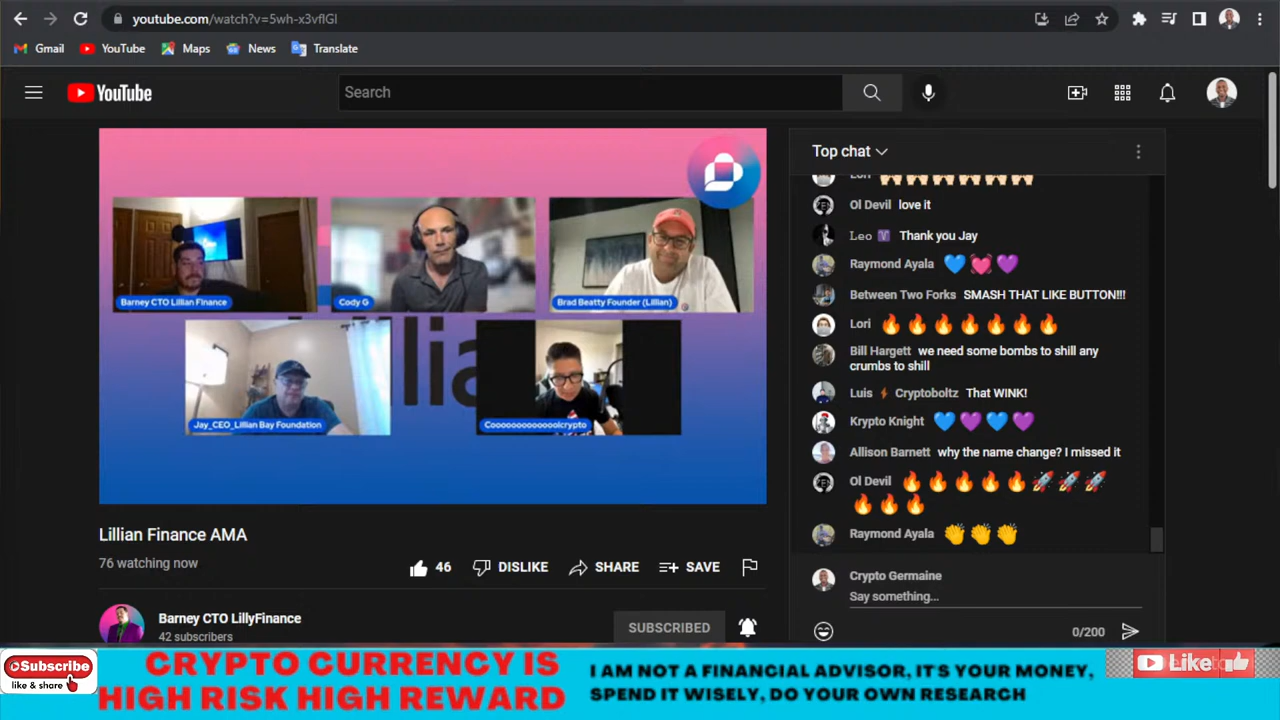 youtube.com/watch?v=5wh-x3vflGI
Gmail YouTube Maps News Translate
YouTube
Search
Barney CTO Lillian Finance
Cody G
Brad Beatty Founder (Lillian)
Jay_CEO_Lillian Bay Foundation
Cooooooooooooolcrypto
Lillian Finance AMA
76 watching now
46 DISLIKE SHARE SAVE
Barney CTO LillyFinance
42 subscribers
SUBSCRIBED
Top chat
Lori
Ol Devil love it
Leo Thank you Jay
Raymond Ayala
Between Two Forks SMASH THAT LIKE BUTTON!!!
Lori
Bill Hargett we need some bombs to shill any
crumbs to shill
Luis Cryptoboltz That WINK!
Krypto Knight
Allison Barnett why the name change? I missed it
Ol Devil
Raymond Ayala
Crypto Germaine
Say something...
0/200
Subscribe
like & share
CRYPTO CURRENCY IS
HIGH RISK HIGH REWARD
I AM NOT A FINANCIAL ADVISOR, IT'S YOUR MONEY,
SPEND IT WISELY, DO YOUR OWN RESEARCH
Like